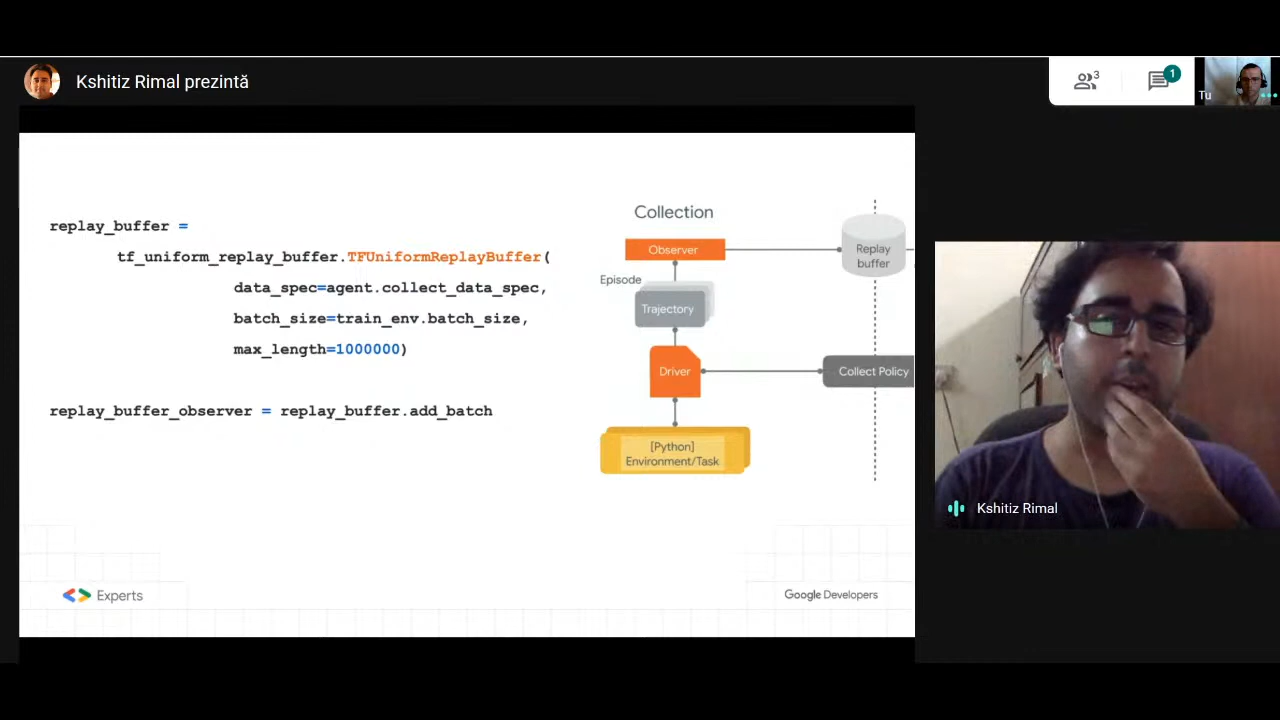 Kshitiz Rimal prezintă
3
1
Tu
replay_buffer =
tf_uniform_replay_buffer.TFUniformReplayBuffer(
data_spec=agent.collect_data_spec,
batch_size=train_env.batch_size,
max_length=1000000)
replay_buffer_observer = replay_buffer.add_batch
Collection
Observer
Replay
buffer
Episode
Trajectory
Driver
Collect Policy
[Python]
Environment/Task
Kshitiz Rimal
Experts
Google Developers